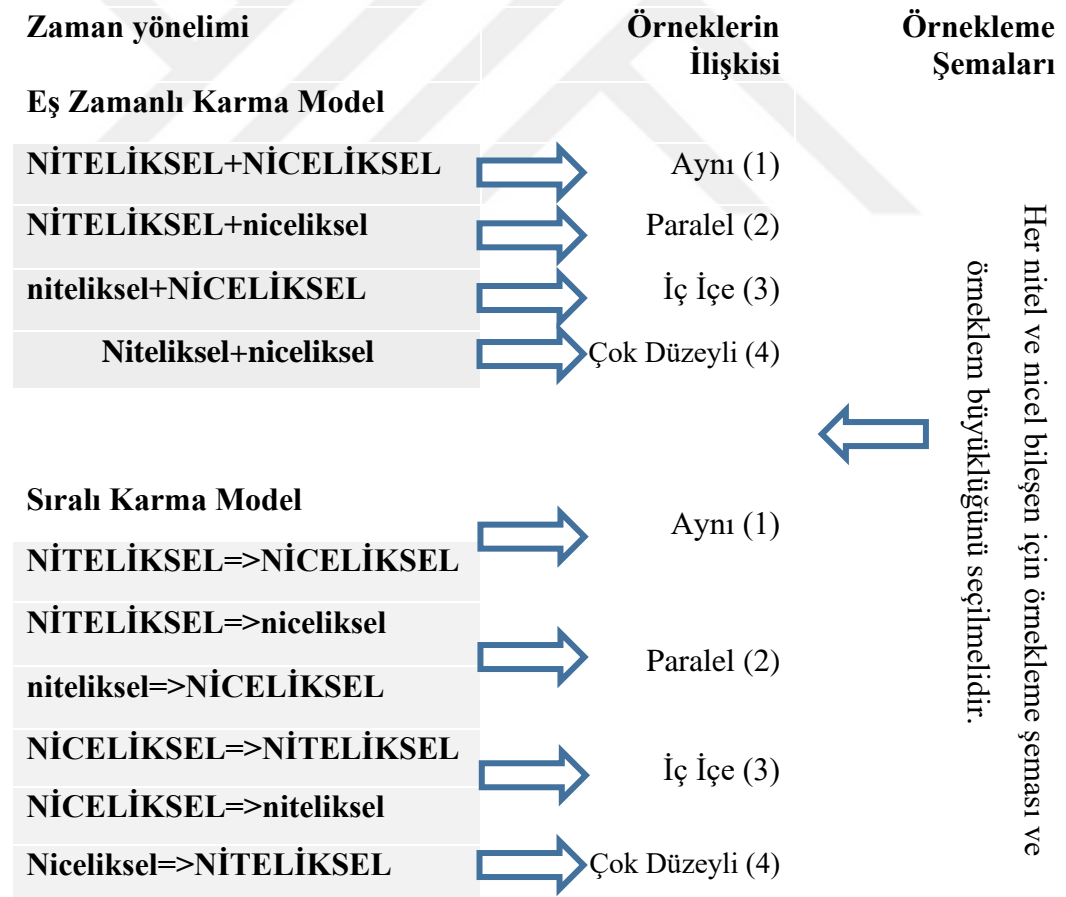 Zaman yönelimi
Örneklerin
İlişkisi
Örnekleme
Şemaları
Eş Zamanlı Karma Model
NİTELİKSEL+NİCELİKSEL
Aynı (1)
NİTELİKSEL+niceliksel
Paralel (2)
niteliksel+NİCELİKSEL
İç İçe (3)
Niteliksel+niceliksel
Çok Düzeyli (4)
Sıralı Karma Model
Aynı (1)
NİTELİKSEL=>NİCELİKSEL
NİTELİKSEL=>niceliksel
Paralel (2)
niteliksel=>NİCELİKSEL
NİCELİKSEL=>NİTELİKSEL
İç İçe (3)
NİCELİKSEL=>niteliksel
Niceliksel=>NİTELİKSEL
Çok Düzeyli (4)
Her nitel ve nicel bileşen için örnekleme şeması ve
örneklem büyüklüğünü seçilmelidir.